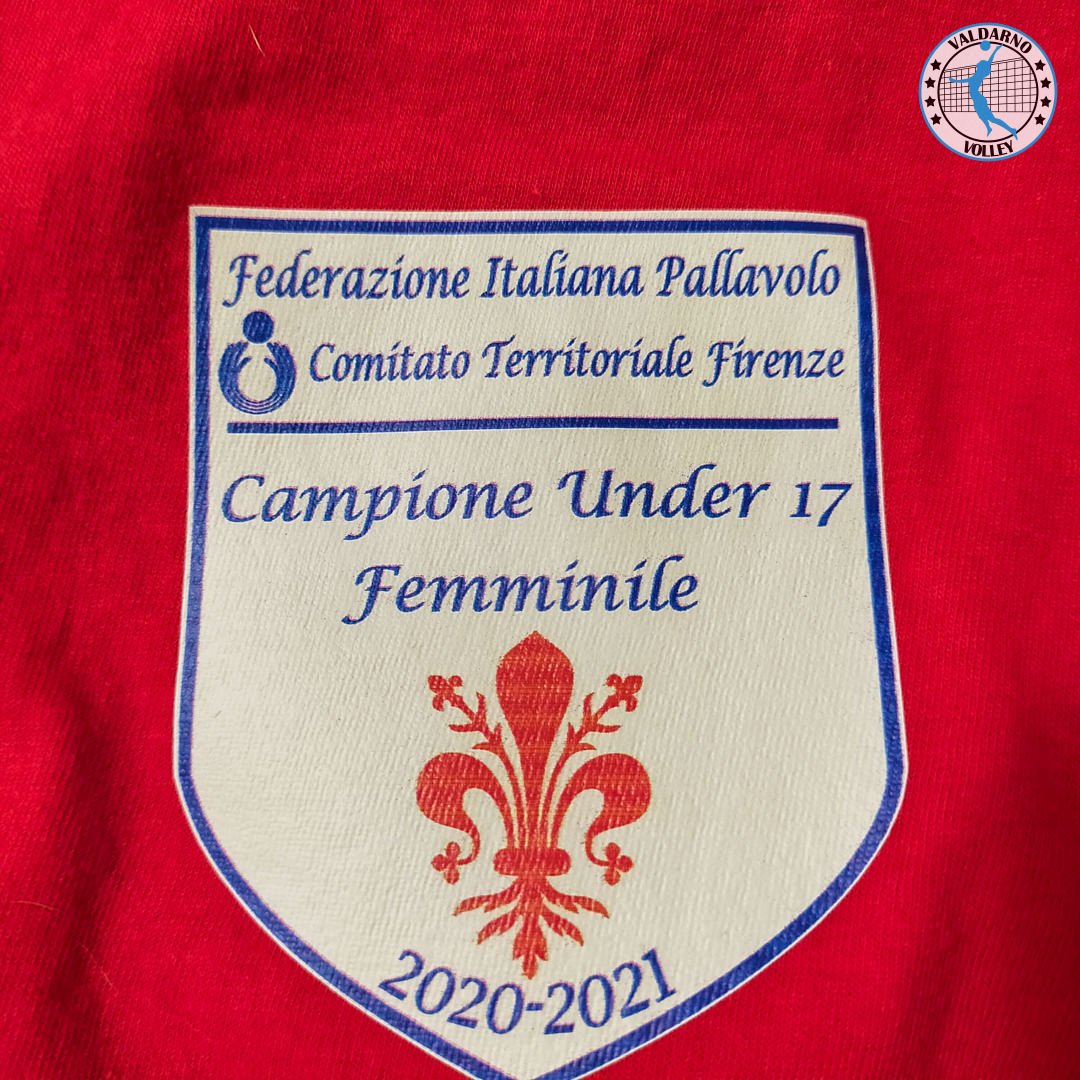 VALDARNO
VOLLEY
Federazione Italiana Pallavolo
Comitato Territoriale Firenze
Campione Under 17
Femminile
2020-2021